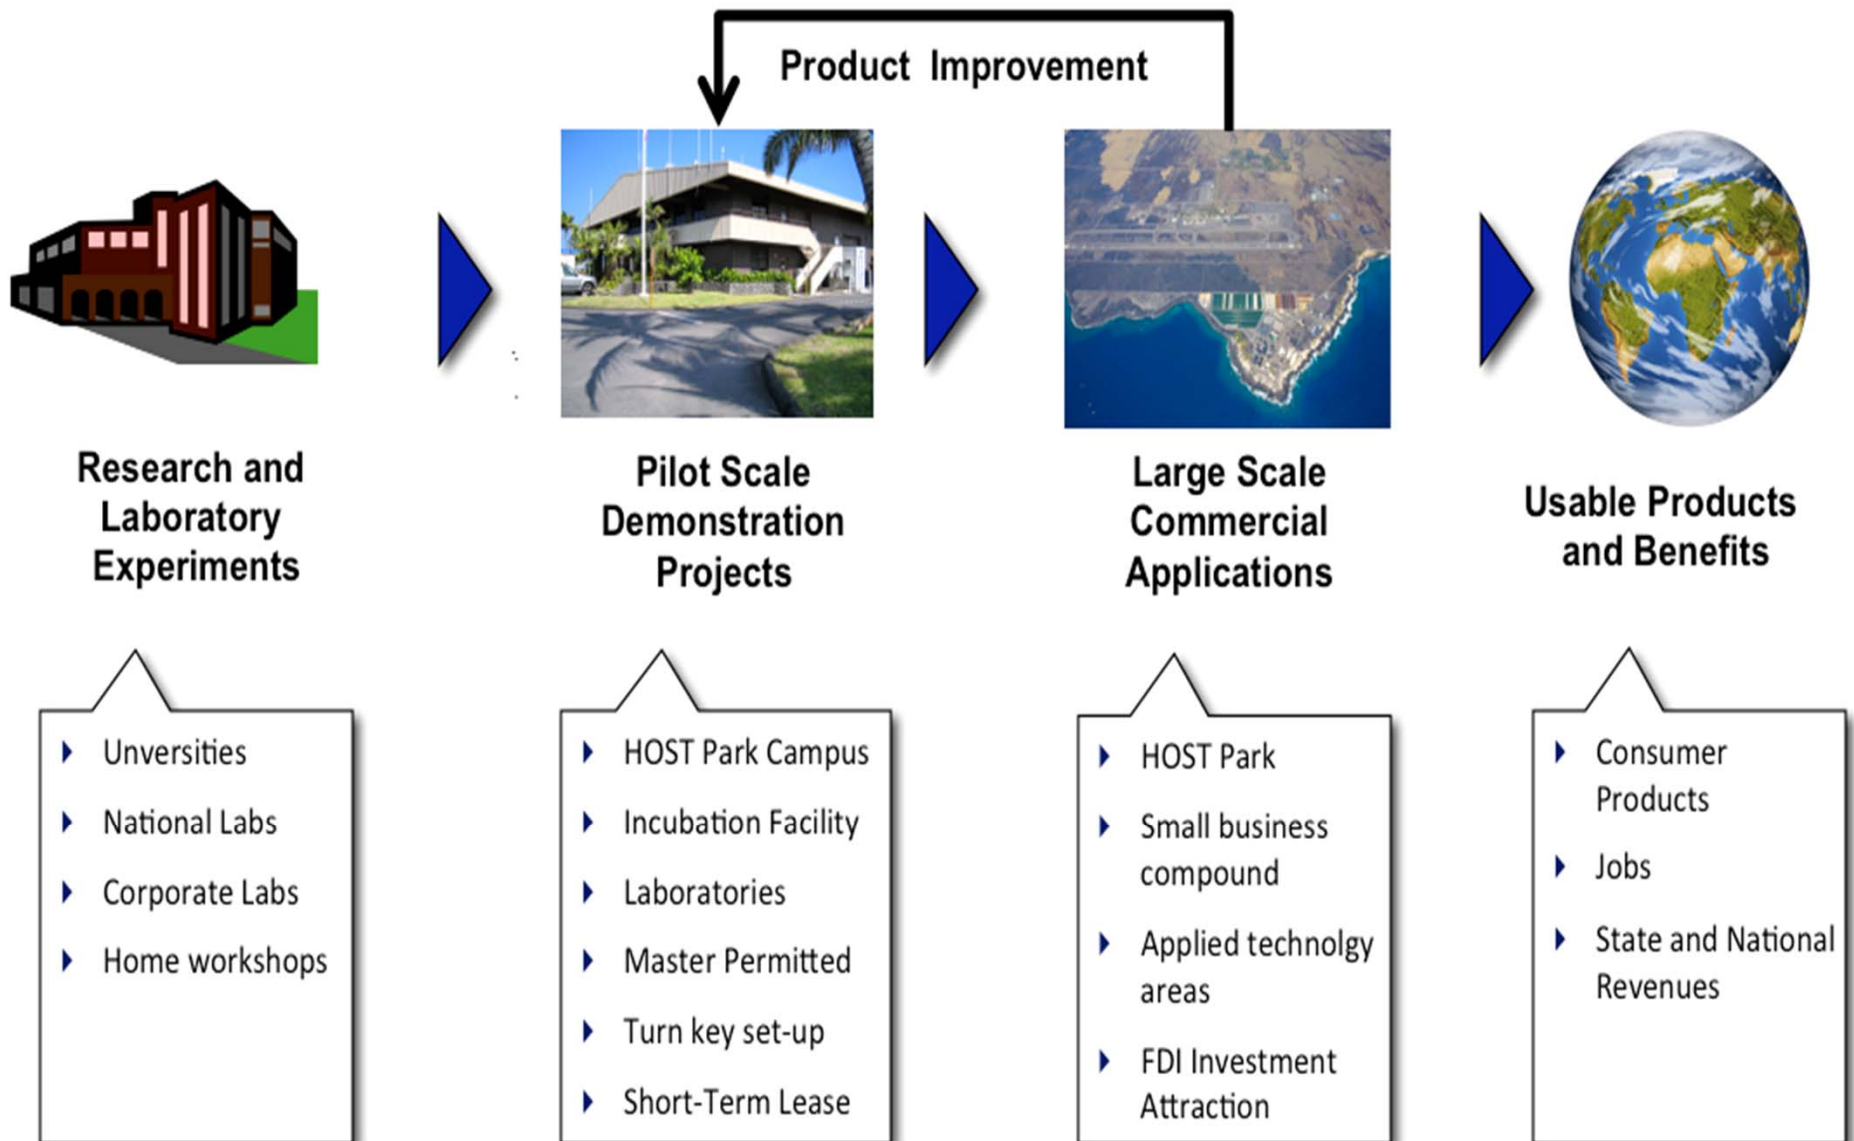 Product Improvement
Research and
Laboratory
Experiments
Pilot Scale
Demonstration
Projects
Large Scale
Commercial
Applications
Usable Products
and Benefits
Unversities
National Labs
Corporate Labs
Home workshops
HOST Park Campus
Incubation Facility
Laboratories
Master Permitted
Turn key set-up
Short-Term Lease
HOST Park
Small business
compound
Applied technolgy
areas
FDI Investment
Attraction
Consumer
Products
Jobs
State and National
Revenues